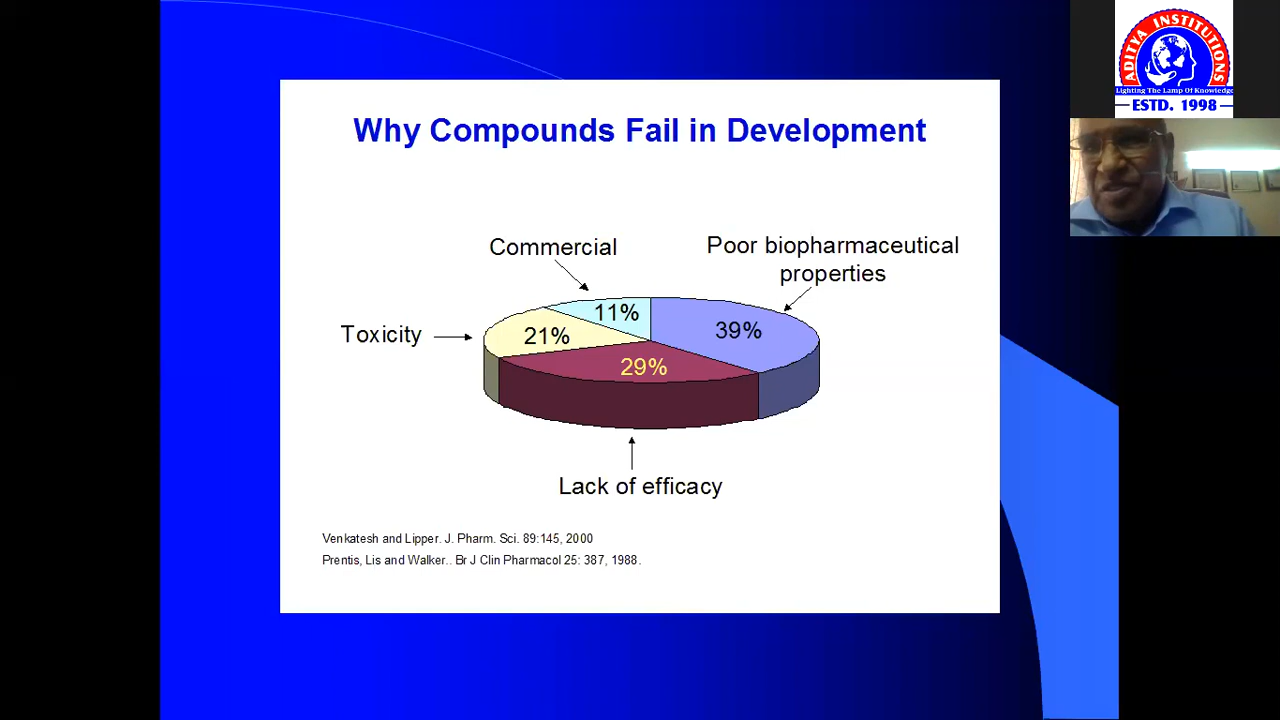 Why Compounds Fail in Development
Commercial
Poor biopharmaceutical
properties
11%
39%
Toxicity
21%
29%
Lack of efficacy
Venkatesh and Lipper. J. Pharm. Sci. 89:145, 2000
Prentis, Lis and Walker.. Br J Clin Pharmacol 25: 387, 1988.
ADITYA INSTITUTIONS
Lighting The Lamp Of Knowledge
ESTD. 1998